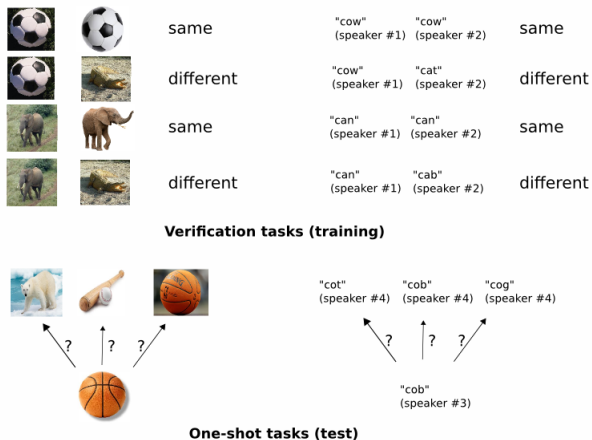 same
"cow" "cow"
(speaker #1) (speaker #2)
same
different
"cow" "cat"
(speaker #1) (speaker #2)
different
same
"can" "can"
(speaker #1) (speaker #2)
same
different
"can" "cab"
(speaker #1) (speaker #2)
different
Verification tasks (training)
"cot" "cob" "cog"
(speaker #4) (speaker #4) (speaker #4)
? ? ?
? ? ?
"cob"
(speaker #3)
One-shot tasks (test)